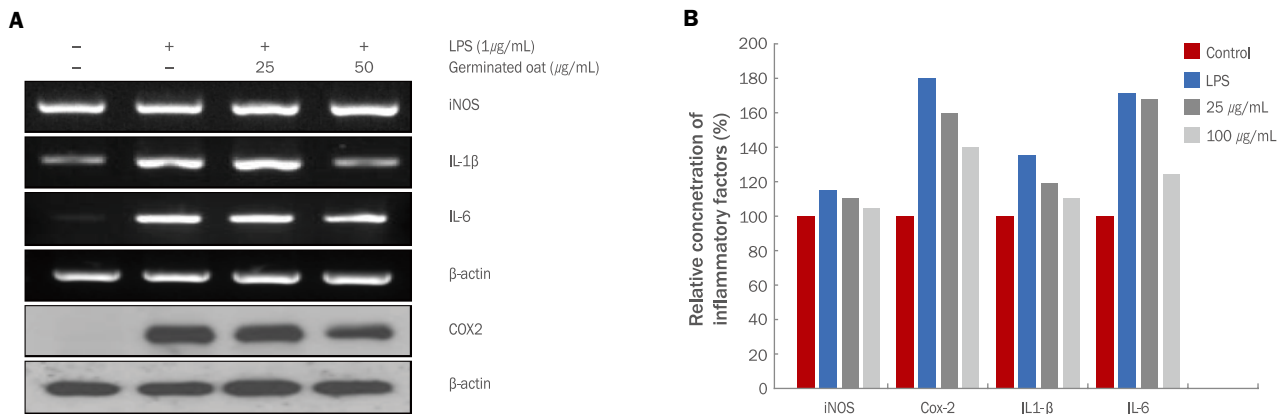 A
– + + + LPS (1㎍/mL)
– – 25 50 Germinated oat (㎍/mL)
iNOS
IL-1β
IL-6
β-actin
COX2
β-actin
B
Relative concnetration of
inflammatory factors (%)
200
180
160
140
120
100
80
60
40
20
0
iNOS Cox-2 IL1-β IL-6
Control
LPS
25 ㎍/mL
100 ㎍/mL